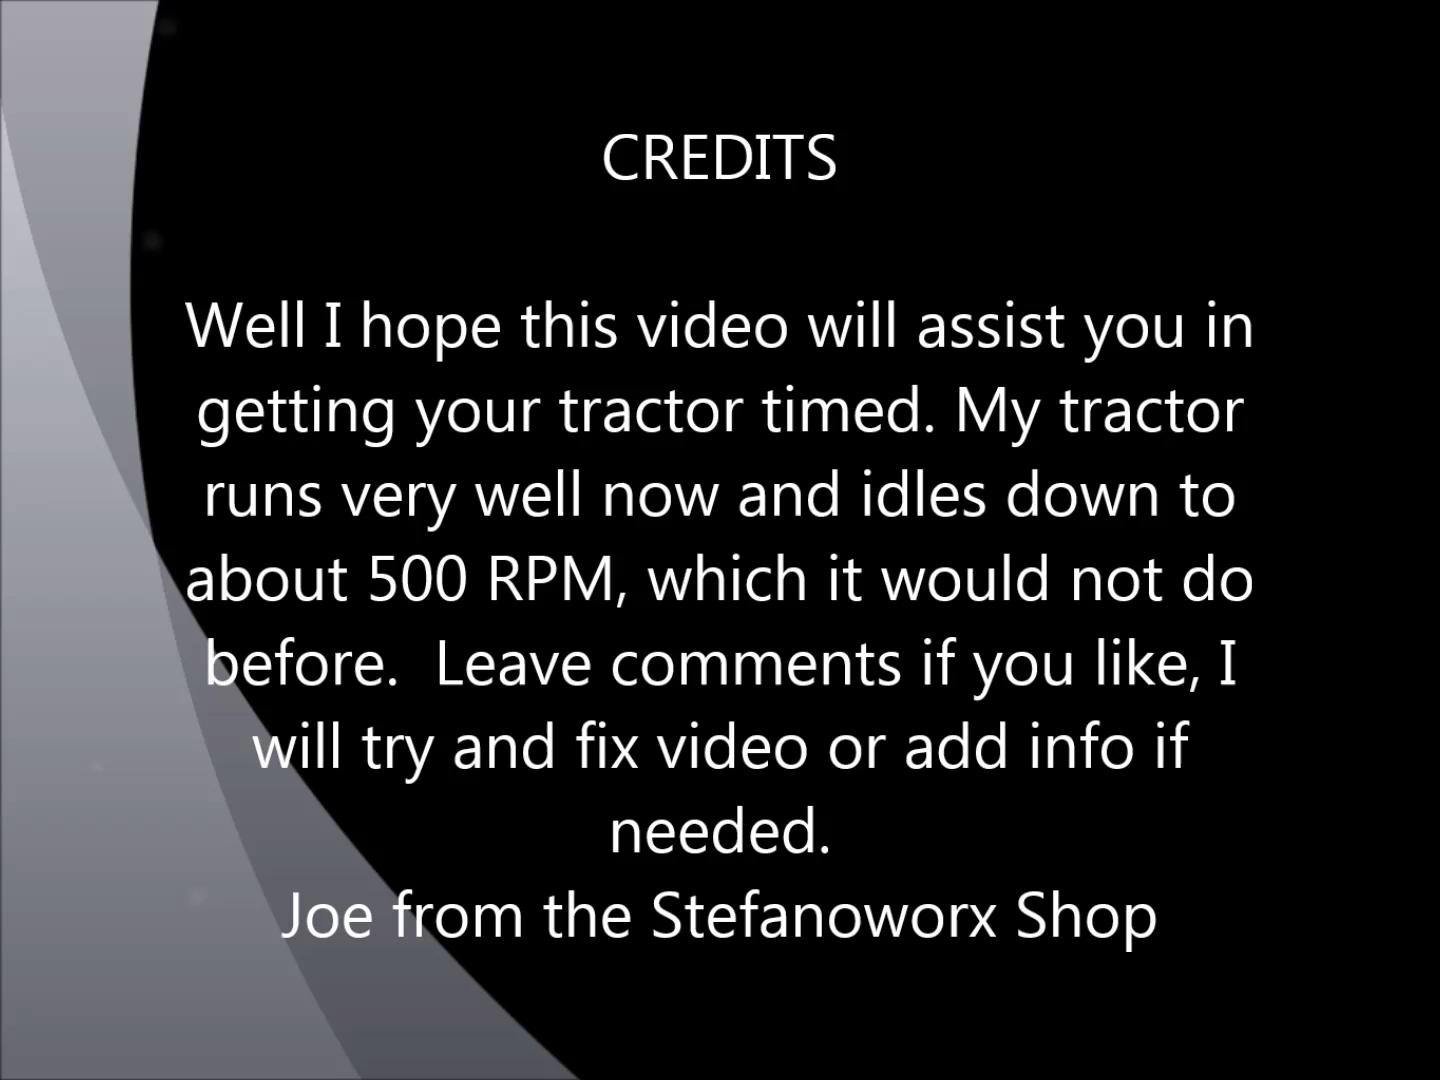 CREDITS
Well I hope this video will assist you in
getting your tractor timed. My tractor
runs very well now and idles down to
about 500 RPM, which it would not do
before.  Leave comments if you like, I
will try and fix video or add info if
needed.
Joe from the Stefanoworx Shop